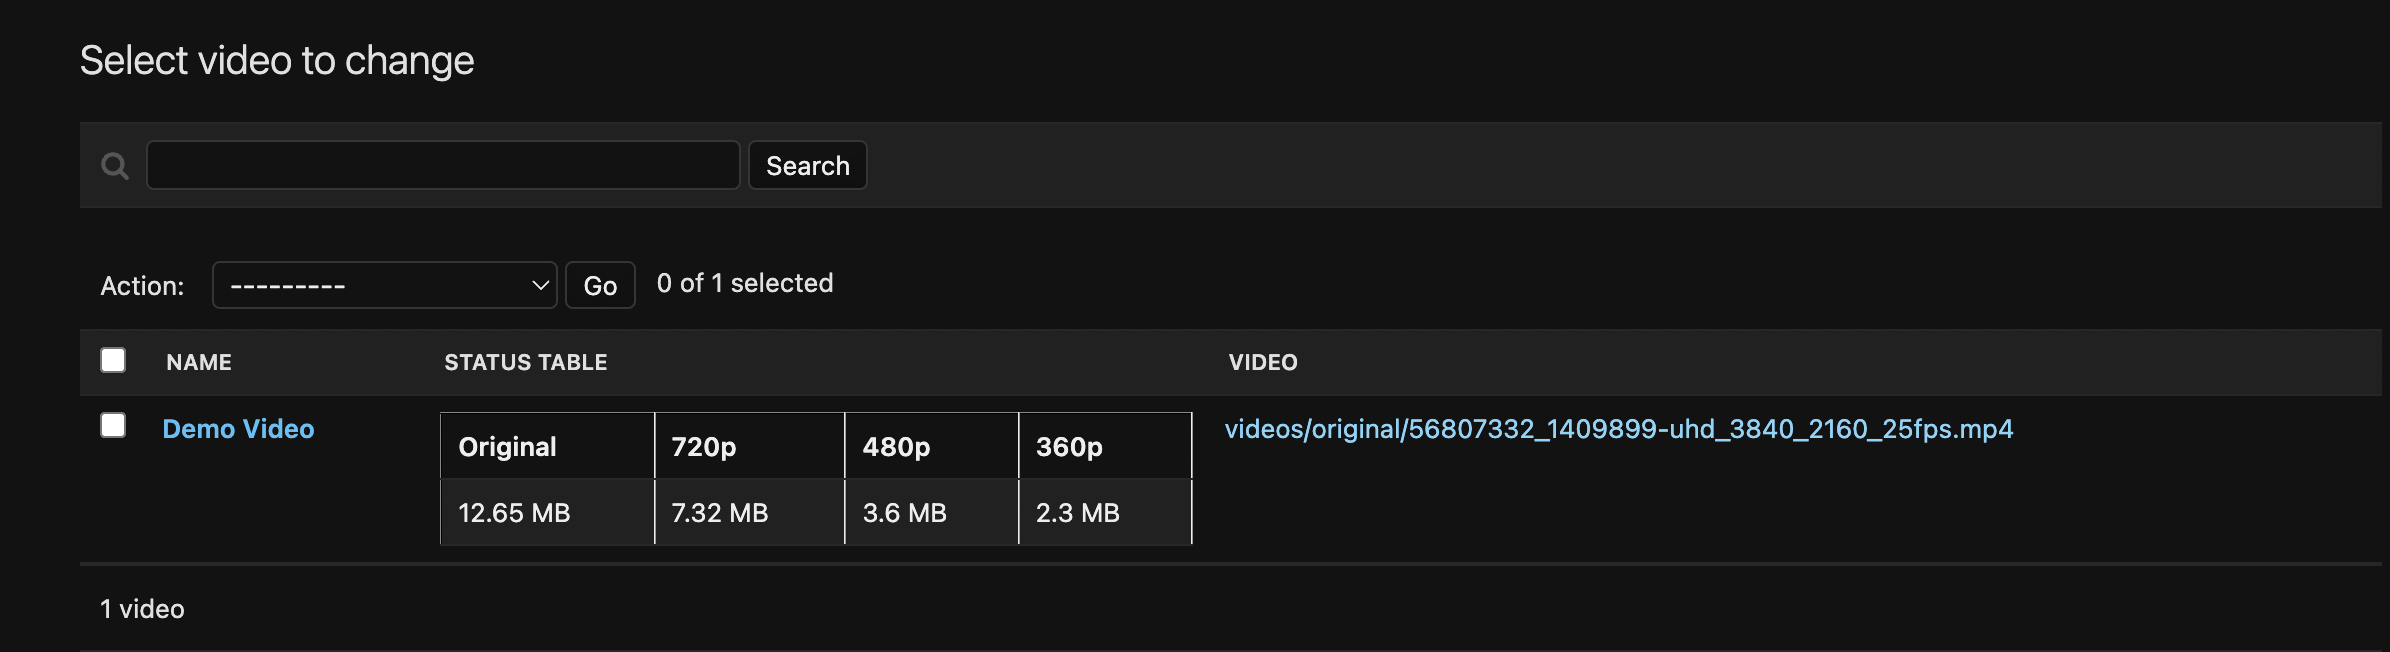 Select video to change
Search
Action: --------- Go 0 of 1 selected
NAME STATUS TABLE VIDEO
Demo Video Original 720p 480p 360p videos/original/56807332_1409899-uhd_3840_2160_25fps.mp4
12.65 MB 7.32 MB 3.6 MB 2.3 MB
1 video